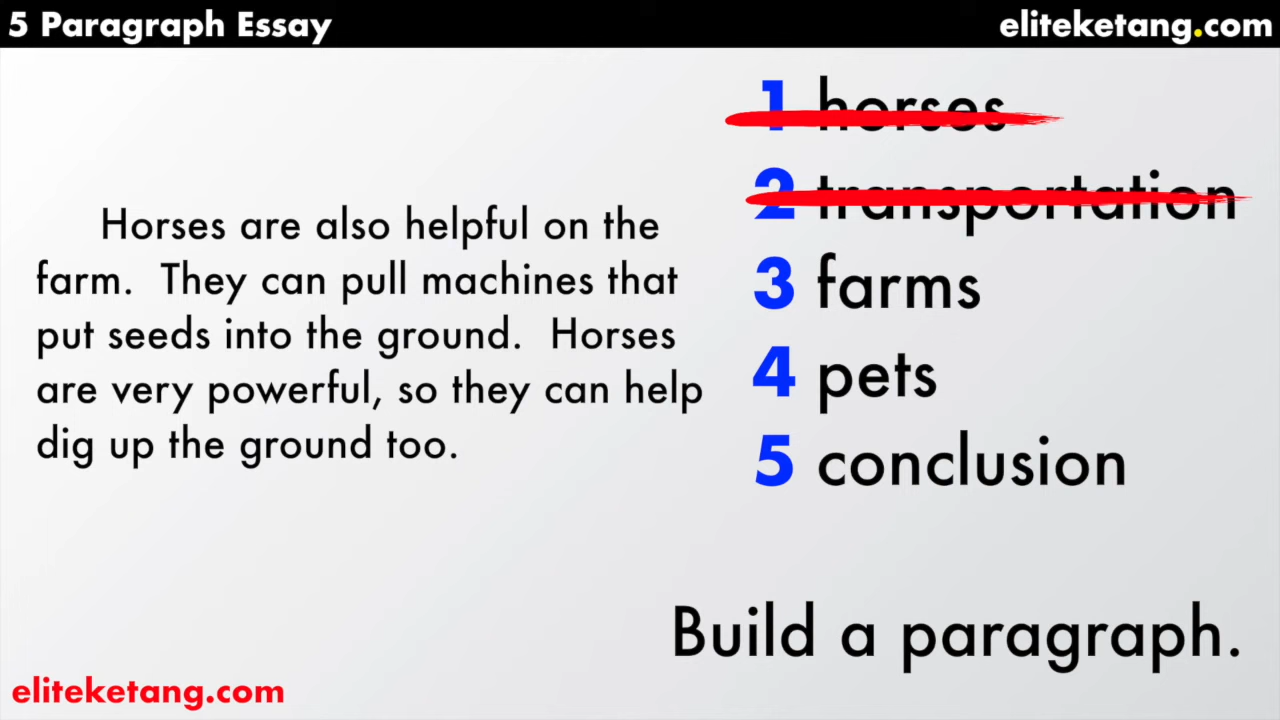 5 Paragraph Essay
eliteketang.com
1 horses
2 transportation
3 farms
4 pets
5 conclusion
Horses are also helpful on the
farm.  They can pull machines that
put seeds into the ground.  Horses
are very powerful, so they can help
dig up the ground too.
Build a paragraph.
eliteketang.com